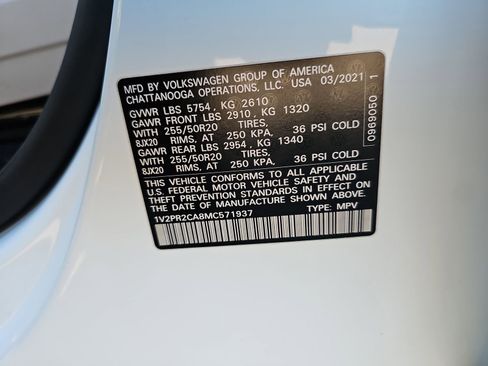 MFD BY VOLKSWAGEN GROUP OF AMERICA
CHATTANOOGA OPERATIONS, LLC. USA 03/2021
GVWR LBS 5754, KG 2610
GAWR FRONT LBS 2910, KG 1320
WITH 255/50R20 TIRES,
8JX20 RIMS, AT 250 KPA, 36 PSI COLD
GAWR REAR LBS 2954, KG 1340
WITH 255/50R20 TIRES,
8JX20 RIMS, AT 250 KPA, 36 PSI COLD
THIS VEHICLE CONFORMS TO ALL APPLICABLE
U.S. FEDERAL MOTOR VEHICLE SAFETY AND
THEFT PREVENTION STANDARDS IN EFFECT ON THE
DATE OF MANUFACTURE SHOWN ABOVE.
1V2PR2CA8MC571937 TYPE: MPV
0969050 1